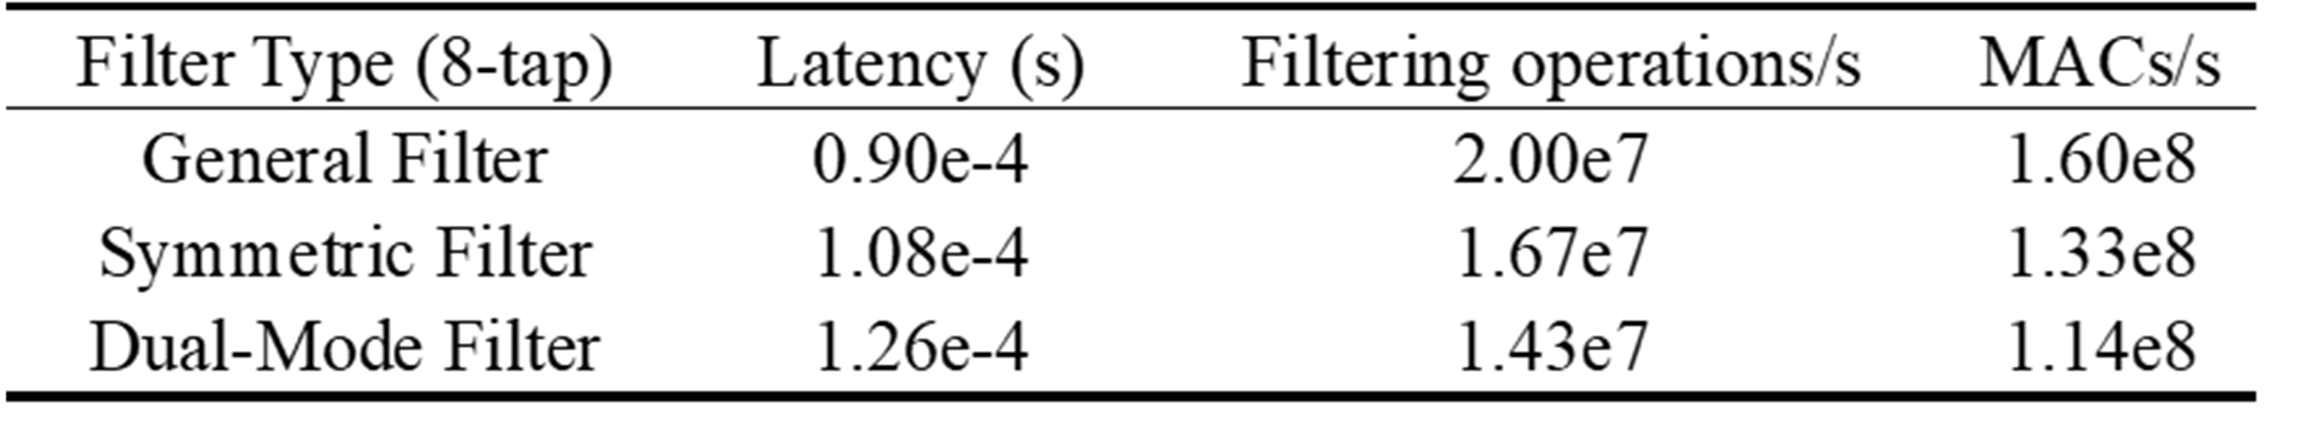 Filter Type (8-tap) Latency (s) Filtering operations/s MACs/s
General Filter 0.90e-4 2.00e7 1.60e8
Symmetric Filter 1.08e-4 1.67e7 1.33e8
Dual-Mode Filter 1.26e-4 1.43e7 1.14e8